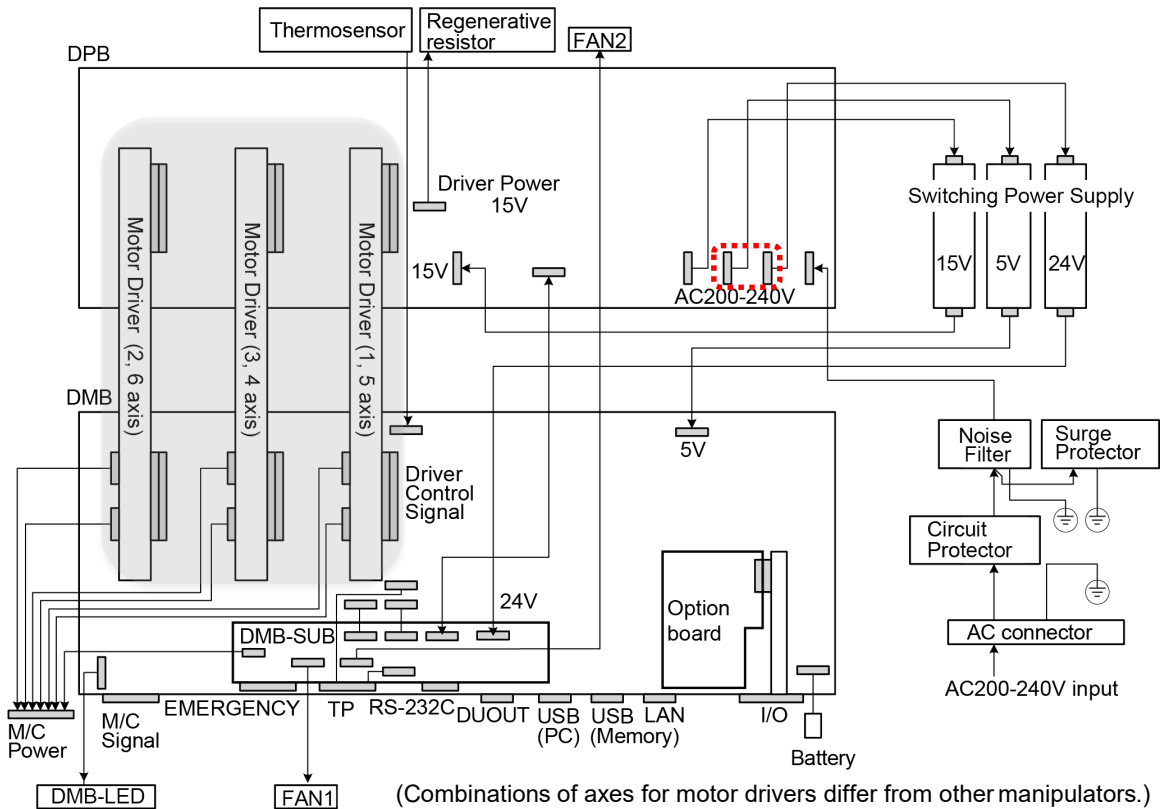 Thermosensor
Regenerative
resistor
FAN2
DPB
Driver Power
15V
Switching Power Supply
15V
15V
5V
24V
AC200-240V
Motor Driver (2, 6 axis)
Motor Driver (3, 4 axis)
Motor Driver (1, 5 axis)
DMB
5V
Noise
Filter
Surge
Protector
Driver
Control
Signal
Circuit
Protector
24V
Option
board
DMB-SUB
AC connector
AC200-240V input
EMERGENCY
TP
RS-232C
DUOUT
USB
(PC)
USB
(Memory)
LAN
I/O
M/C
Power
M/C
Signal
Battery
DMB-LED
FAN1
(Combinations of axes for motor drivers differ from other manipulators.)